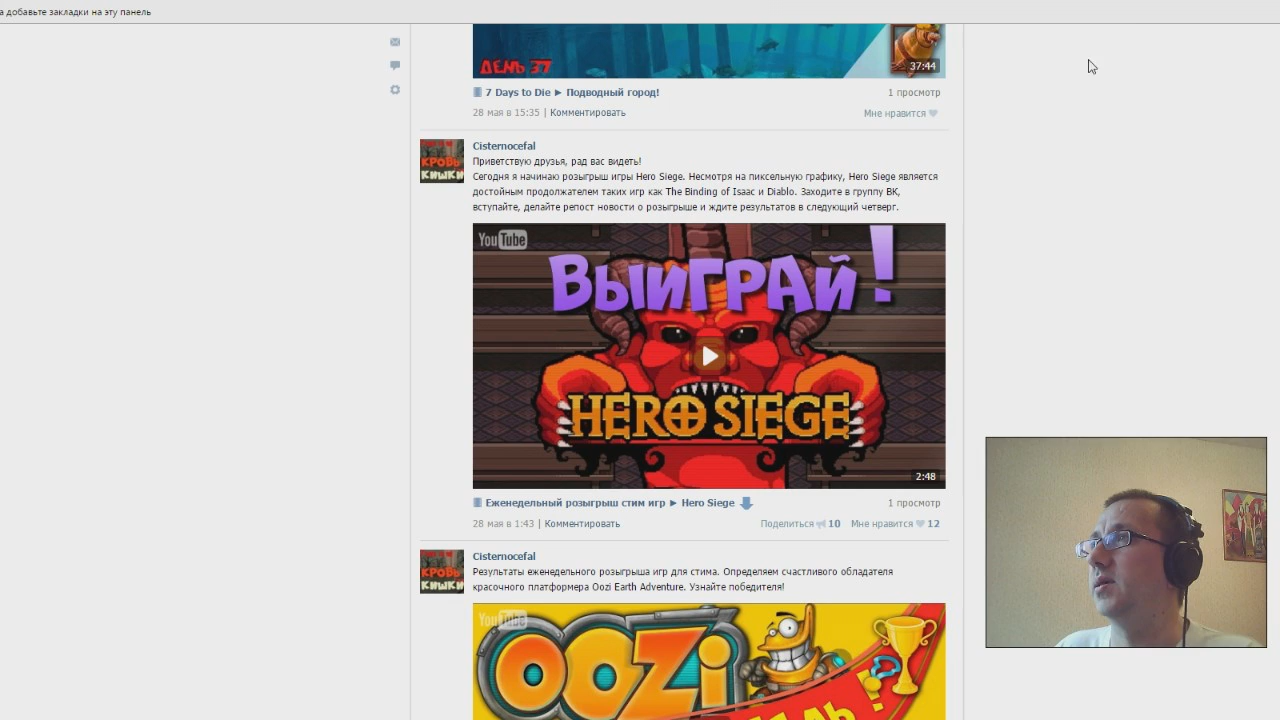 а добавьте закладки на эту панель
ДЕНЬ 37
37:44
7 Days to Die ► Подводный город!
1 просмотр
28 мая в 15:35 | Комментировать
Мне нравится
КРОВЬ
КИШКИ
Cisternocefal
Приветствую друзья, рад вас видеть!
Сегодня я начинаю розыгрыш игры Hero Siege. Несмотря на пиксельную графику, Hero Siege является
достойным продолжателем таких игр как The Binding of Isaac и Diablo. Заходите в группу ВК,
вступайте, делайте репост новости о розыгрыше и ждите результатов в следующий четверг.
YouTube
ВЫИГРАЙ!
HERO SIEGE
2:48
Еженедельный розыгрыш стим игр ► Hero Siege
1 просмотр
28 мая в 1:43 | Комментировать
Поделиться 10 Мне нравится 12
КРОВЬ
КИШКИ
Cisternocefal
Результаты еженедельного розыгрыша игр для стима. Определяем счастливого обладателя
красочного платформера Oozi Earth Adventure. Узнайте победителя!
YouTube
OOZi